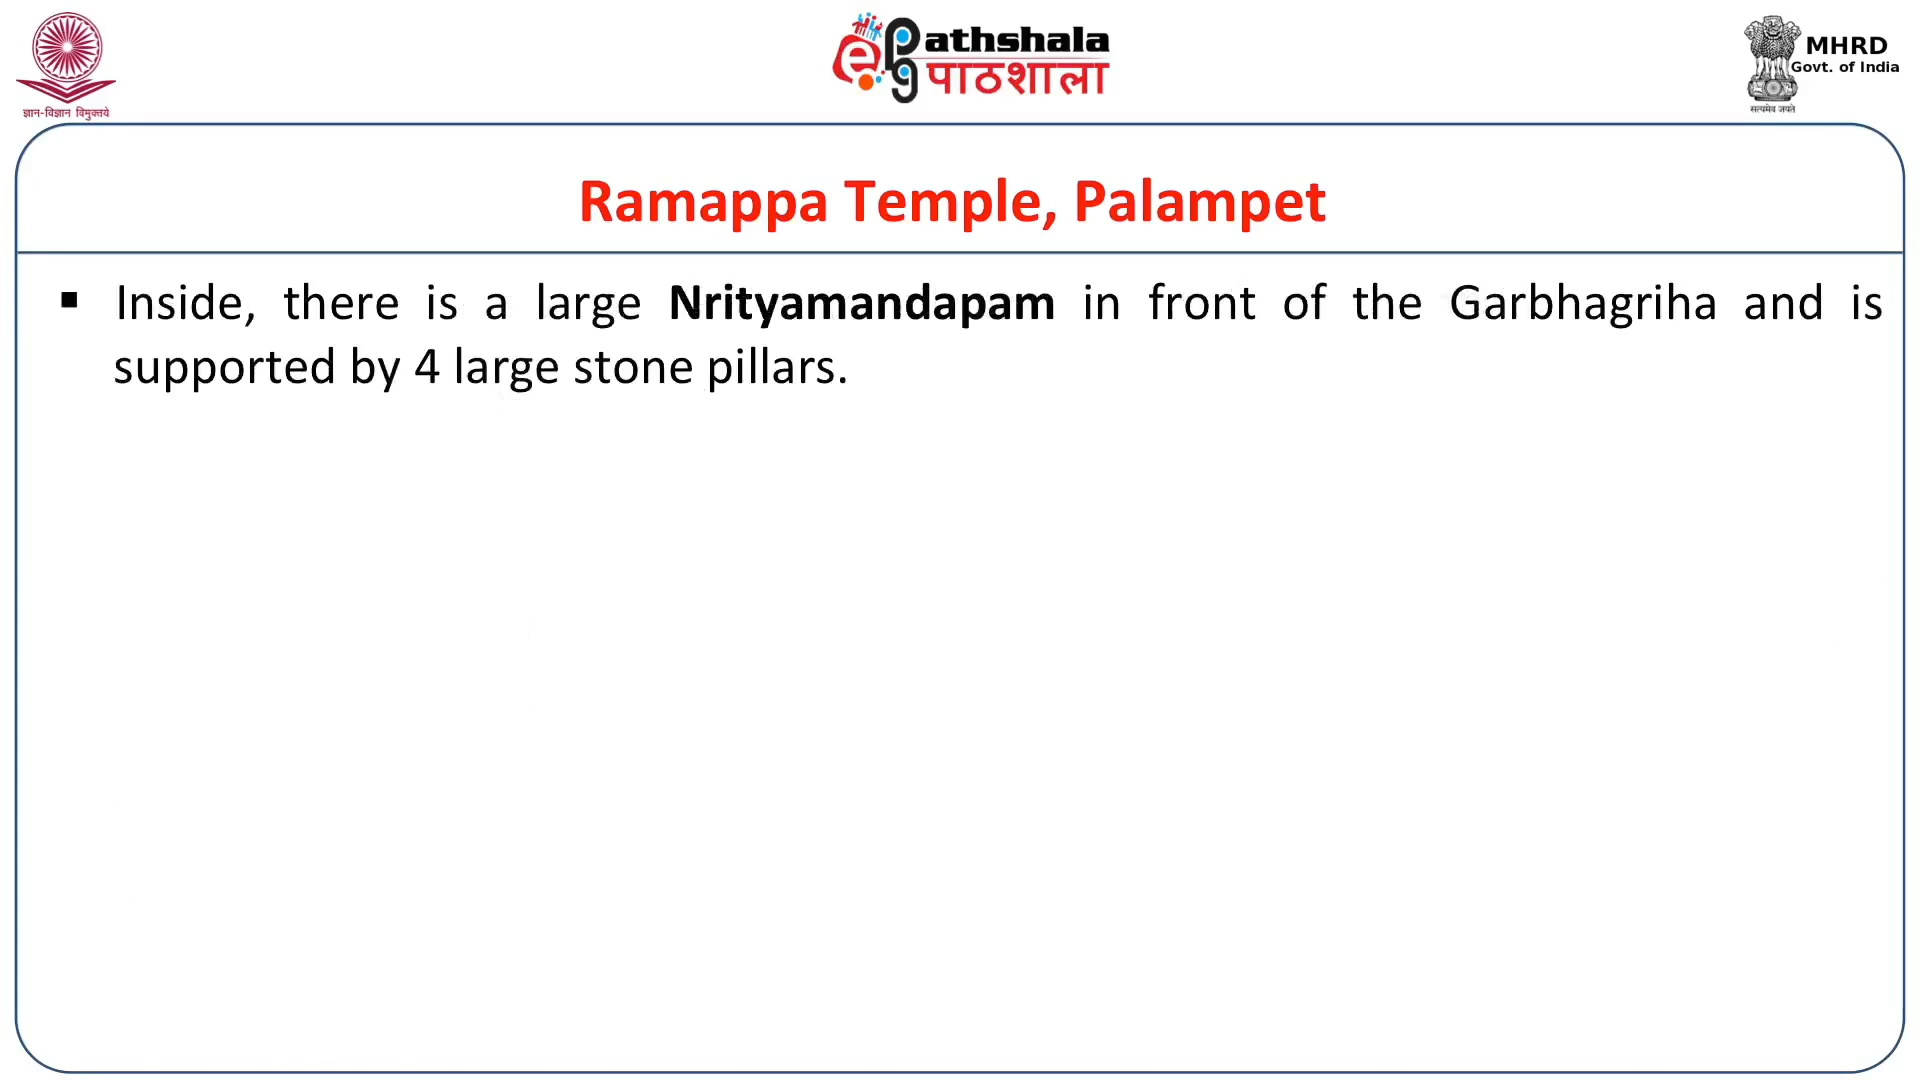 ज्ञान-विज्ञान विमुक्तये
e Pathshala
पाठशाला
MHRD
Govt. of India
सत्यमेव जयते
Ramappa Temple, Palampet
▪ Inside, there is a large Nrityamandapam in front of the Garbhagriha and is
supported by 4 large stone pillars.